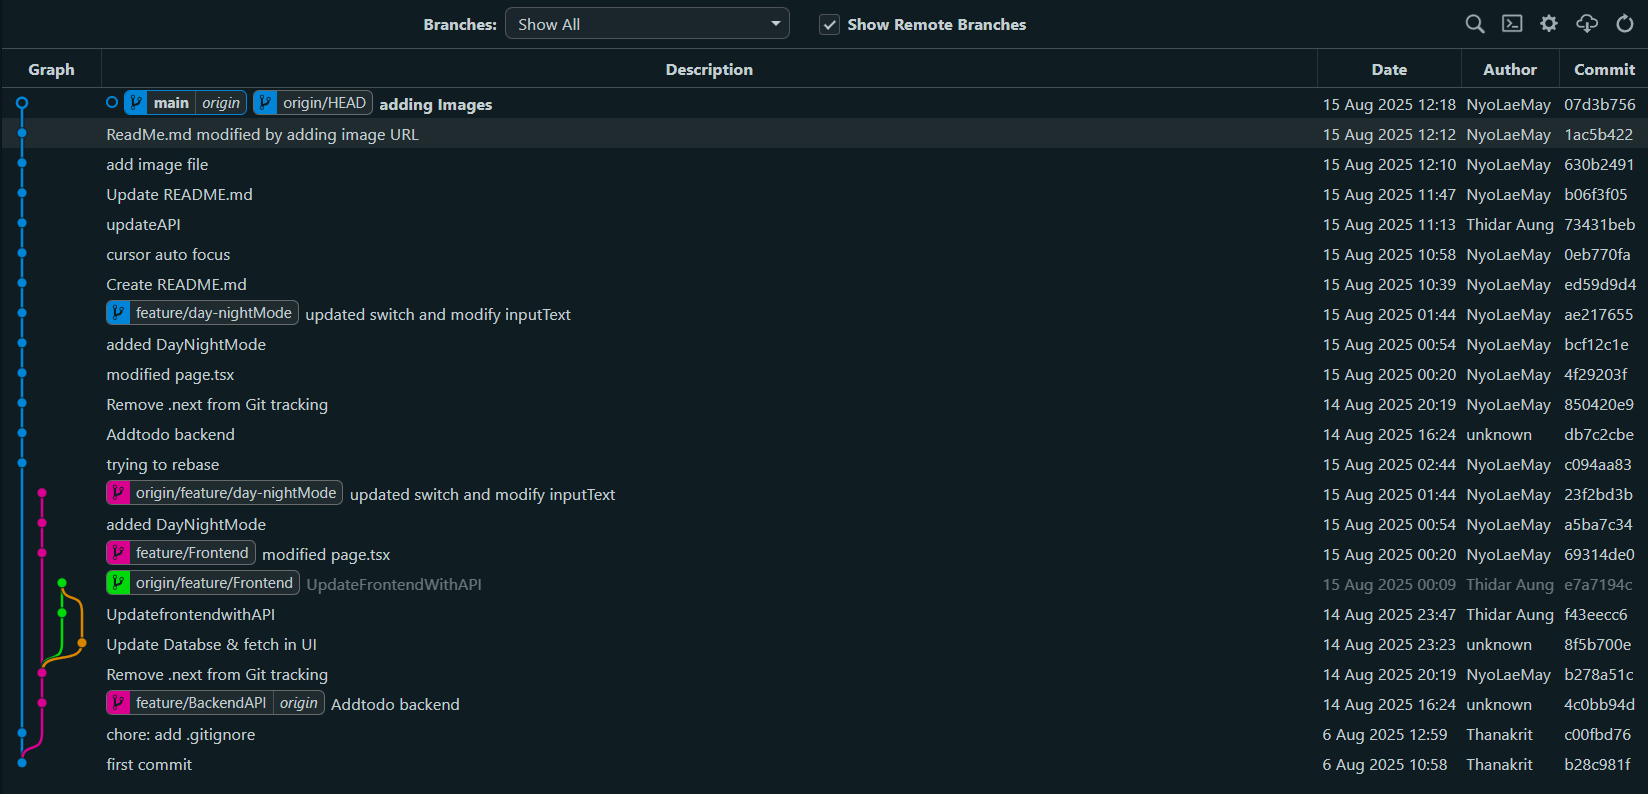 Branches: Show All Show Remote Branches
Graph Description Date Author Commit
main origin origin/HEAD adding Images 15 Aug 2025 12:18 NyoLaeMay 07d3b756
ReadMe.md modified by adding image URL 15 Aug 2025 12:12 NyoLaeMay 1ac5b422
add image file 15 Aug 2025 12:10 NyoLaeMay 630b2491
Update README.md 15 Aug 2025 11:47 NyoLaeMay b06f3f05
updateAPI 15 Aug 2025 11:13 Thidar Aung 73431beb
cursor auto focus 15 Aug 2025 10:58 NyoLaeMay 0eb770fa
Create README.md 15 Aug 2025 10:39 NyoLaeMay ed59d9d4
feature/day-nightMode updated switch and modify inputText 15 Aug 2025 01:44 NyoLaeMay ae217655
added DayNightMode 15 Aug 2025 00:54 NyoLaeMay bcf12c1e
modified page.tsx 15 Aug 2025 00:20 NyoLaeMay 4f29203f
Remove .next from Git tracking 14 Aug 2025 20:19 NyoLaeMay 850420e9
Addtodo backend 14 Aug 2025 16:24 unknown db7c2cbe
trying to rebase 15 Aug 2025 02:44 NyoLaeMay c094aa83
origin/feature/day-nightMode updated switch and modify inputText 15 Aug 2025 01:44 NyoLaeMay 23f2bd3b
added DayNightMode 15 Aug 2025 00:54 NyoLaeMay a5ba7c34
feature/Frontend modified page.tsx 15 Aug 2025 00:20 NyoLaeMay 69314de0
origin/feature/Frontend UpdateFrontendWithAPI 15 Aug 2025 00:09 Thidar Aung e7a7194c
UpdatefrontendwithAPI 14 Aug 2025 23:47 Thidar Aung f43eecc6
Update Databse & fetch in UI 14 Aug 2025 23:23 unknown 8f5b700e
Remove .next from Git tracking 14 Aug 2025 20:19 NyoLaeMay b278a51c
feature/BackendAPI origin Addtodo backend 14 Aug 2025 16:24 unknown 4c0bb94d
chore: add .gitignore 6 Aug 2025 12:59 Thanakrit c00fbd76
first commit 6 Aug 2025 10:58 Thanakrit b28c981f